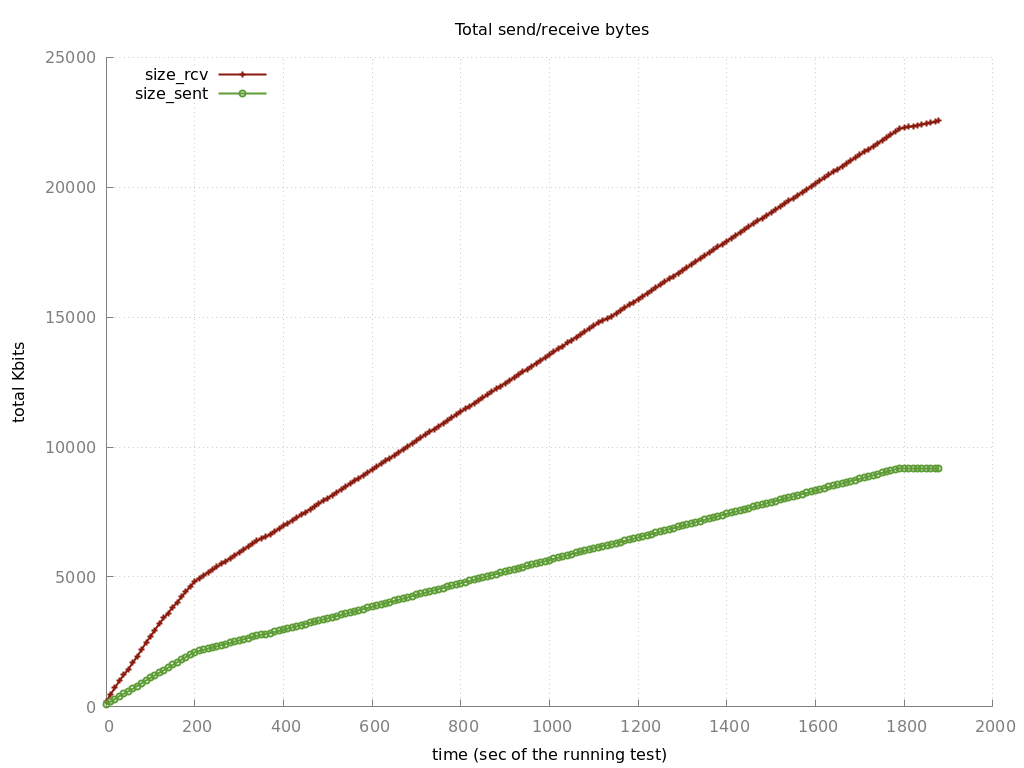 Total send/receive bytes
25000
20000
15000
10000
5000
0
size_rcv
size_sent
total Kbits
0 200 400 600 800 1000 1200 1400 1600 1800 2000
time (sec of the running test)